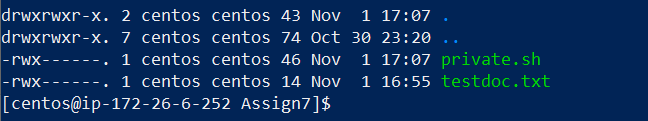 drwxrwxr-x. 2 centos centos 43 Nov  1 17:07 .
drwxrwxr-x. 7 centos centos 74 Oct 30 23:20 ..
-rwx------. 1 centos centos 46 Nov  1 17:07 private.sh
-rwx------. 1 centos centos 14 Nov  1 16:55 testdoc.txt
[centos@ip-172-26-6-252 Assign7]$